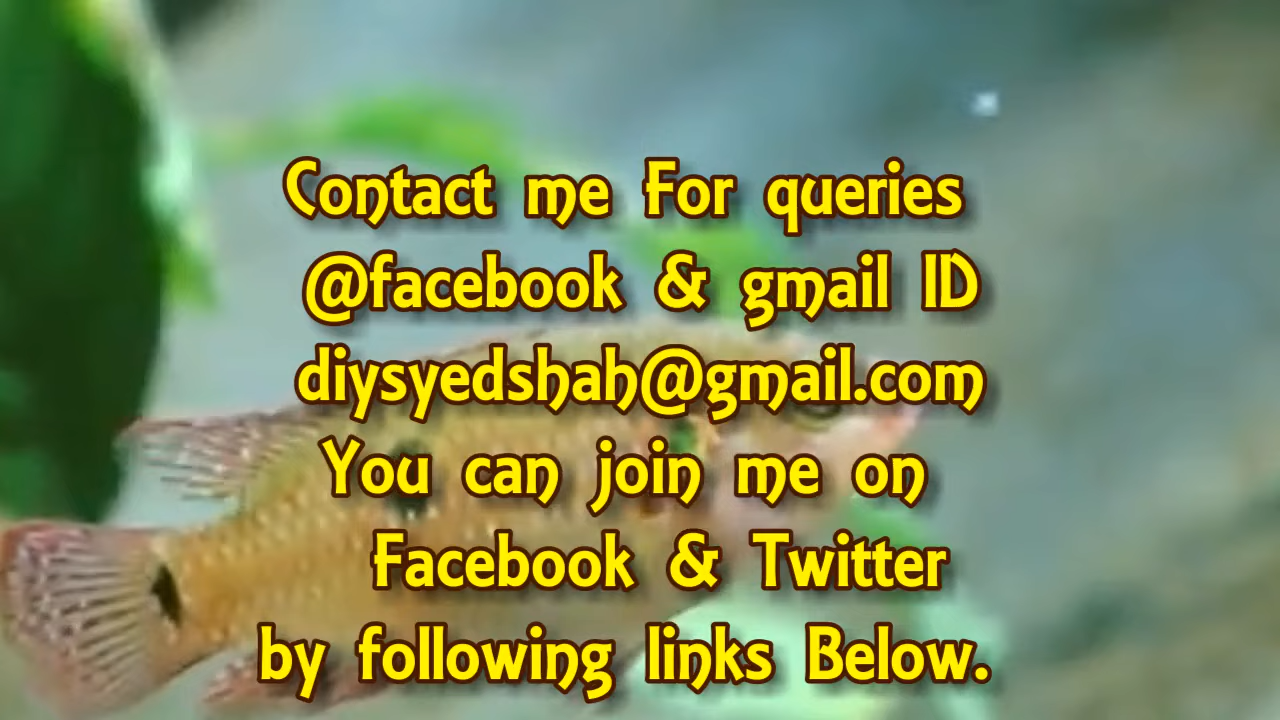 Contact me For queries
@facebook & gmail ID
diysyedshah@gmail.com
You can join me on
Facebook & Twitter
by following links Below.